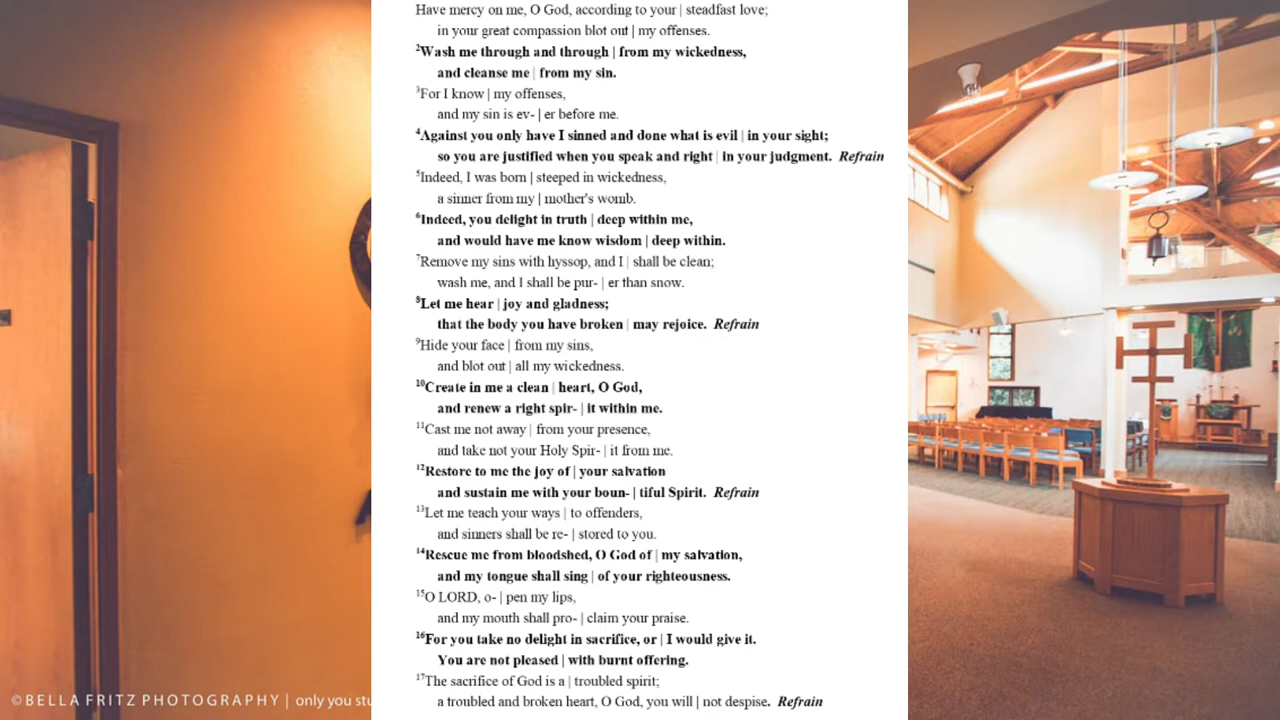 Have mercy on me, O God, according to your | steadfast love;
in your great compassion blot out | my offenses.
²Wash me through and through | from my wickedness,
and cleanse me | from my sin.
³For I know | my offenses,
and my sin is ev- | er before me.
⁴Against you only have I sinned and done what is evil | in your sight;
so you are justified when you speak and right | in your judgment. Refrain
⁵Indeed, I was born | steeped in wickedness,
a sinner from my | mother's womb.
⁶Indeed, you delight in truth | deep within me,
and would have me know wisdom | deep within.
⁷Remove my sins with hyssop, and I | shall be clean;
wash me, and I shall be pur- | er than snow.
⁸Let me hear | joy and gladness;
that the body you have broken | may rejoice. Refrain
⁹Hide your face | from my sins,
and blot out | all my wickedness.
¹⁰Create in me a clean | heart, O God,
and renew a right spir- | it within me.
¹¹Cast me not away | from your presence,
and take not your Holy Spir- | it from me.
¹²Restore to me the joy of | your salvation
and sustain me with your boun- | tiful Spirit. Refrain
¹³Let me teach your ways | to offenders,
and sinners shall be re- | stored to you.
¹⁴Rescue me from bloodshed, O God of | my salvation,
and my tongue shall sing | of your righteousness.
¹⁵O LORD, o- | pen my lips,
and my mouth shall pro- | claim your praise.
¹⁶For you take no delight in sacrifice, or | I would give it.
You are not pleased | with burnt offering.
¹⁷The sacrifice of God is a | troubled spirit;
a troubled and broken heart, O God, you will | not despise. Refrain
©BELLA FRITZ PHOTOGRAPHY | only you stu